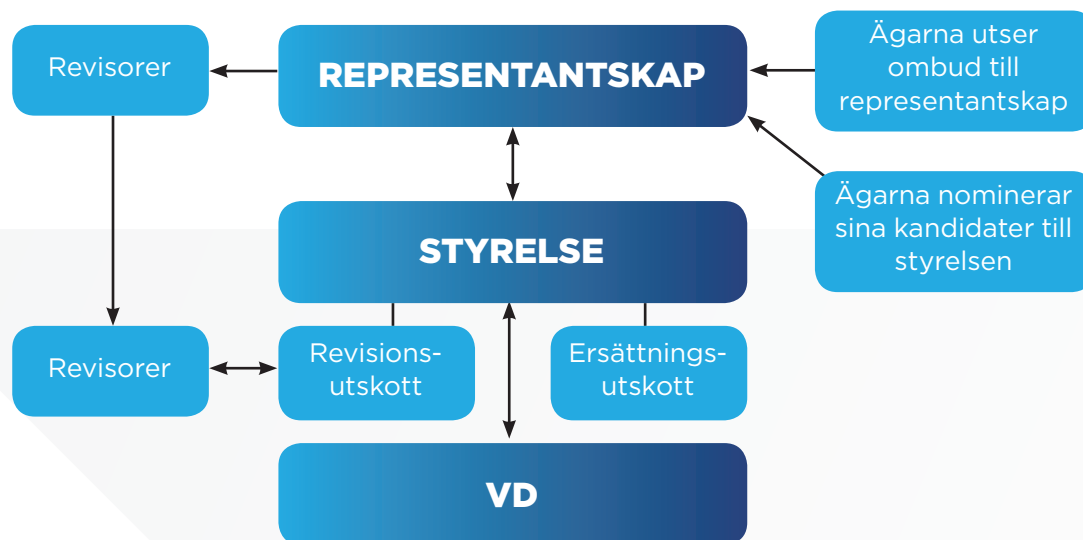 Revisorer
REPRESENTANTSKAP
Ägarna utser
ombud till
representantskap
Ägarna nominerar
sina kandidater till
styrelsen
STYRELSE
Revisorer
Revisions-
utskott
Ersättnings-
utskott
VD